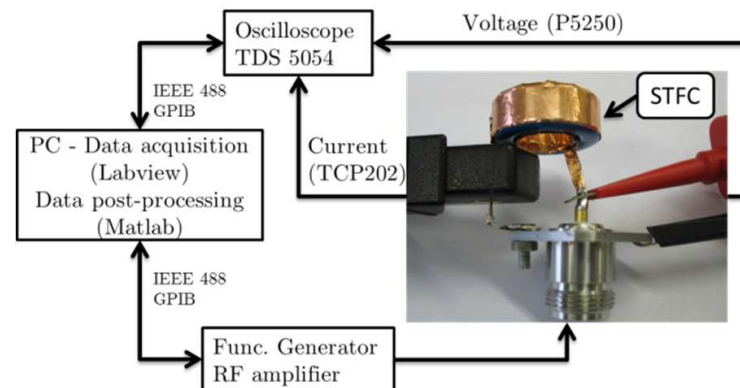 Oscilloscope
TDS 5054
Voltage (P5250)
STFC
IEEE 488
GPIB
Current
(TCP202)
PC - Data acquisition
(Labview)
Data post-processing
(Matlab)
IEEE 488
GPIB
Func. Generator
RF amplifier